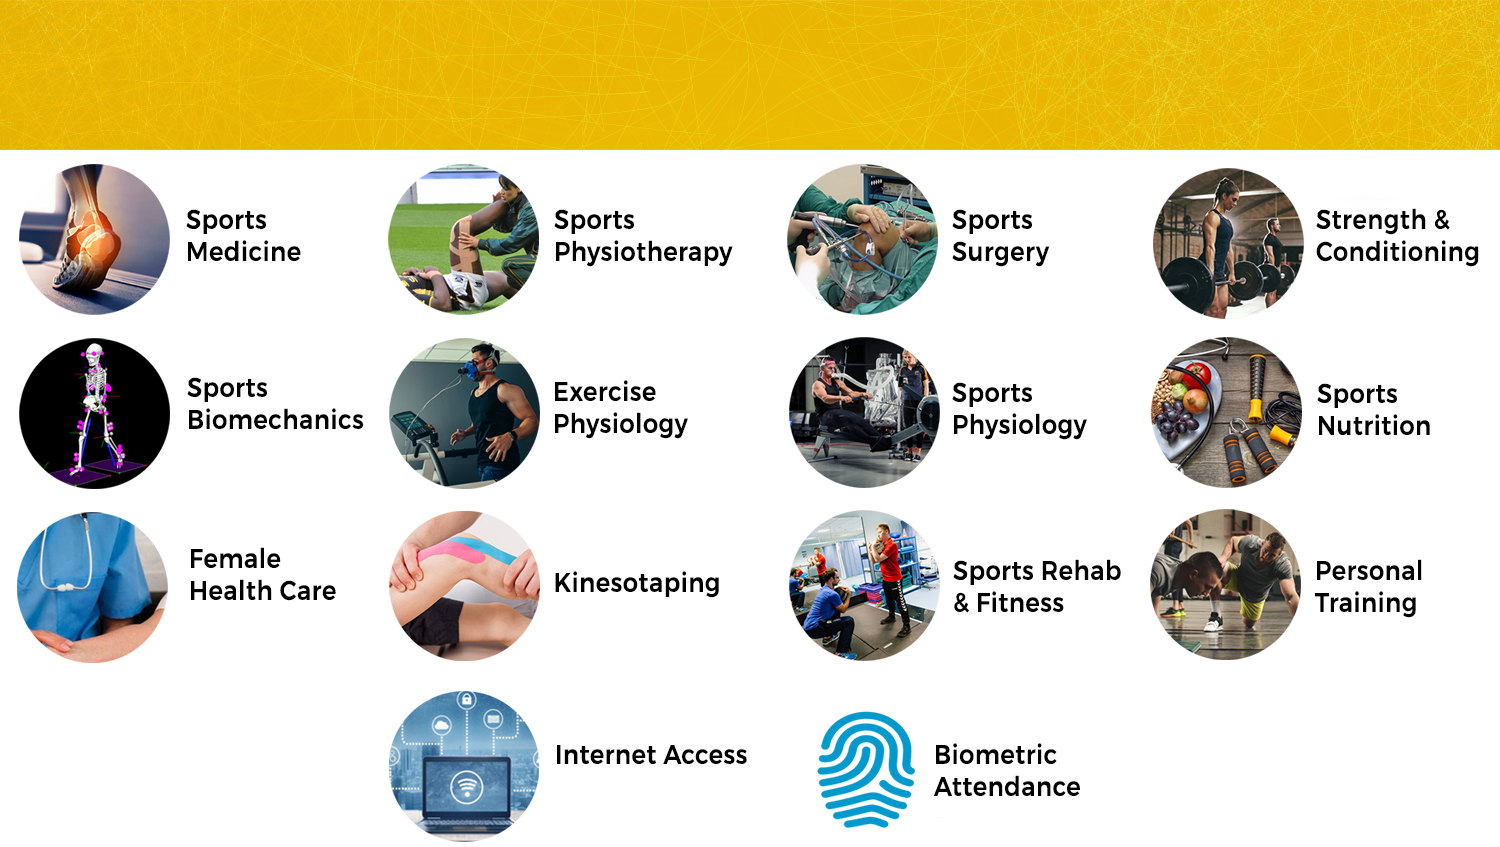 Sports
Medicine
Sports
Physiotherapy
Sports
Surgery
Strength &
Conditioning
Sports
Biomechanics
Exercise
Physiology
Sports
Physiology
Sports
Nutrition
Female
Health Care
Kinesotaping
Sports Rehab
& Fitness
Personal
Training
Internet Access
Biometric
Attendance